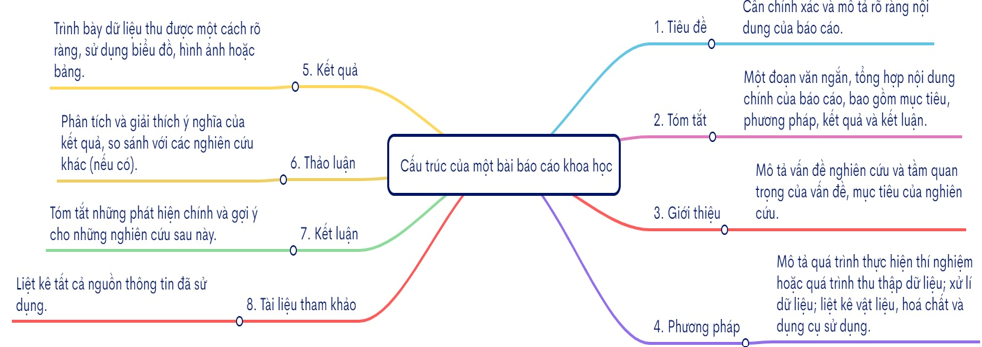 Cấu trúc của một bài báo cáo khoa học
1. Tiêu đề
Cần chính xác và mô tả rõ ràng nội
dung của báo cáo.
2. Tóm tắt
Một đoạn văn ngắn, tổng hợp nội dung
chính của báo cáo, bao gồm mục tiêu,
phương pháp, kết quả và kết luận.
3. Giới thiệu
Mô tả vấn đề nghiên cứu và tầm quan
trọng của vấn đề, mục tiêu của nghiên
cứu.
4. Phương pháp
Mô tả quá trình thực hiện thí nghiệm
hoặc quá trình thu thập dữ liệu; xử lí
dữ liệu; liệt kê vật liệu, hoá chất và
dụng cụ sử dụng.
5. Kết quả
Trình bày dữ liệu thu được một cách rõ
ràng, sử dụng biểu đồ, hình ảnh hoặc
bảng.
6. Thảo luận
Phân tích và giải thích ý nghĩa của
kết quả, so sánh với các nghiên cứu
khác (nếu có).
7. Kết luận
Tóm tắt những phát hiện chính và gợi ý
cho những nghiên cứu sau này.
8. Tài liệu tham khảo
Liệt kê tất cả nguồn thông tin đã sử
dụng.